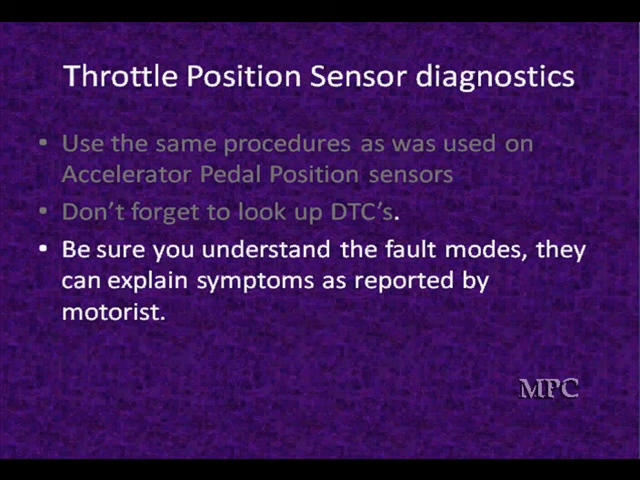 Throttle Position Sensor diagnostics
• Use the same procedures as was used on
Accelerator Pedal Position sensors
• Don't forget to look up DTC's.
• Be sure you understand the fault modes, they
can explain symptoms as reported by
motorist.
MPC